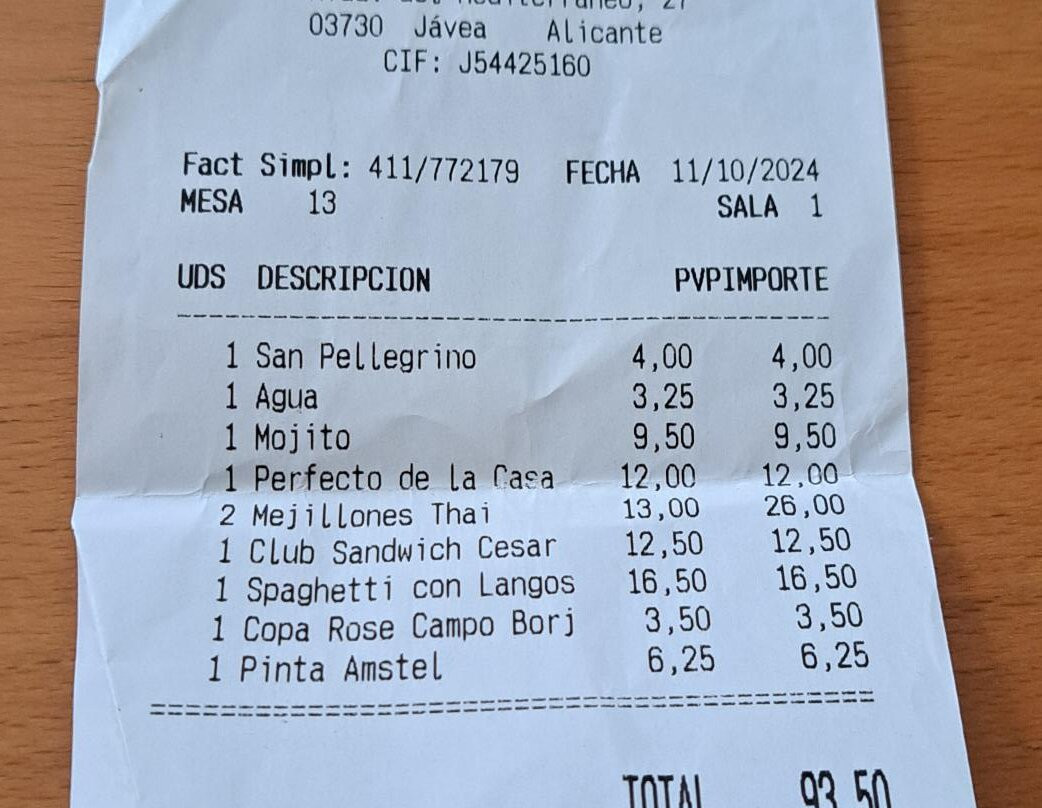 27
03730 Jávea Alicante
CIF: J54425160
Fact Simpl: 411/772179 FECHA 11/10/2024
MESA 13 SALA 1
UDS DESCRIPCION PVPIMPORTE
1 San Pellegrino 4,00 4,00
1 Agua 3,25 3,25
1 Mojito 9,50 9,50
1 Perfecto de la Casa 12,00 12,00
2 Mejillones Thai 13,00 26,00
1 Club Sandwich Cesar 12,50 12,50
1 Spaghetti con Langos 16,50 16,50
1 Copa Rose Campo Borj 3,50 3,50
1 Pinta Amstel 6,25 6,25
TOTAL 93,50